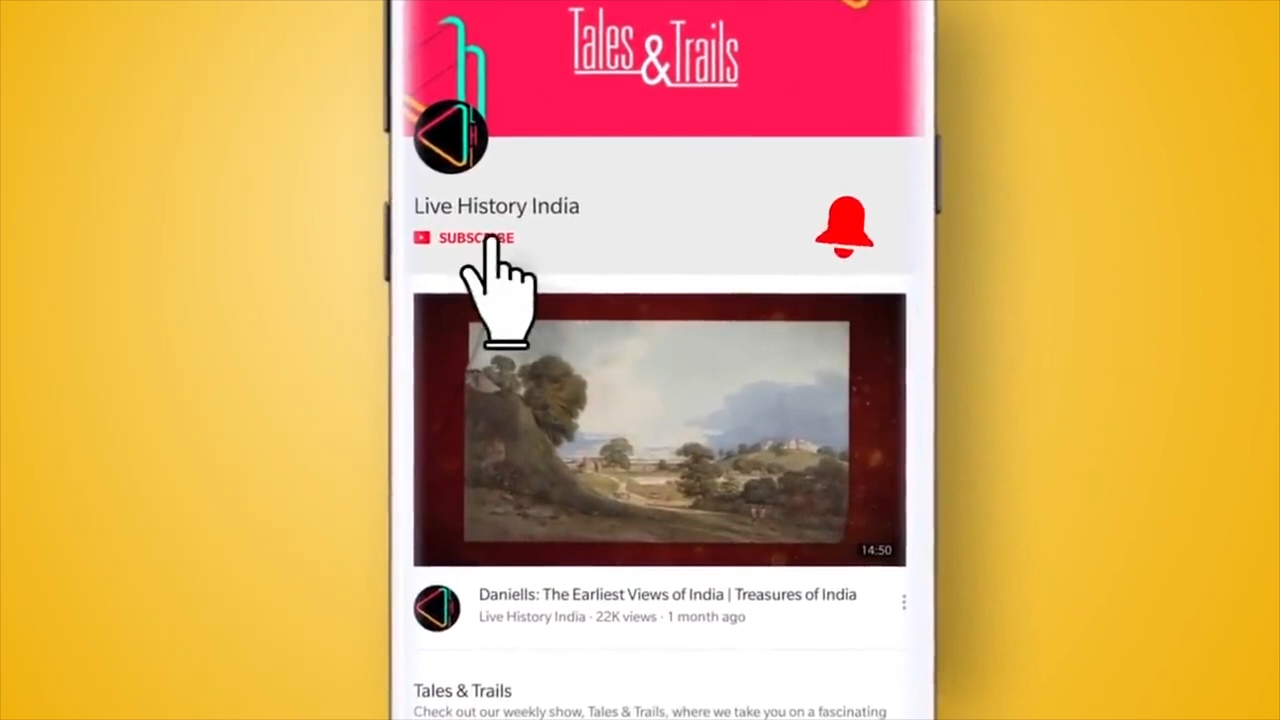 Tales & Trails
Live History India
SUBSCRIBE
14:50
Daniells: The Earliest Views of India | Treasures of India
Live History India · 22K views · 1 month ago
Tales & Trails
Check out our weekly show, Tales & Trails, where we take you on a fascinating